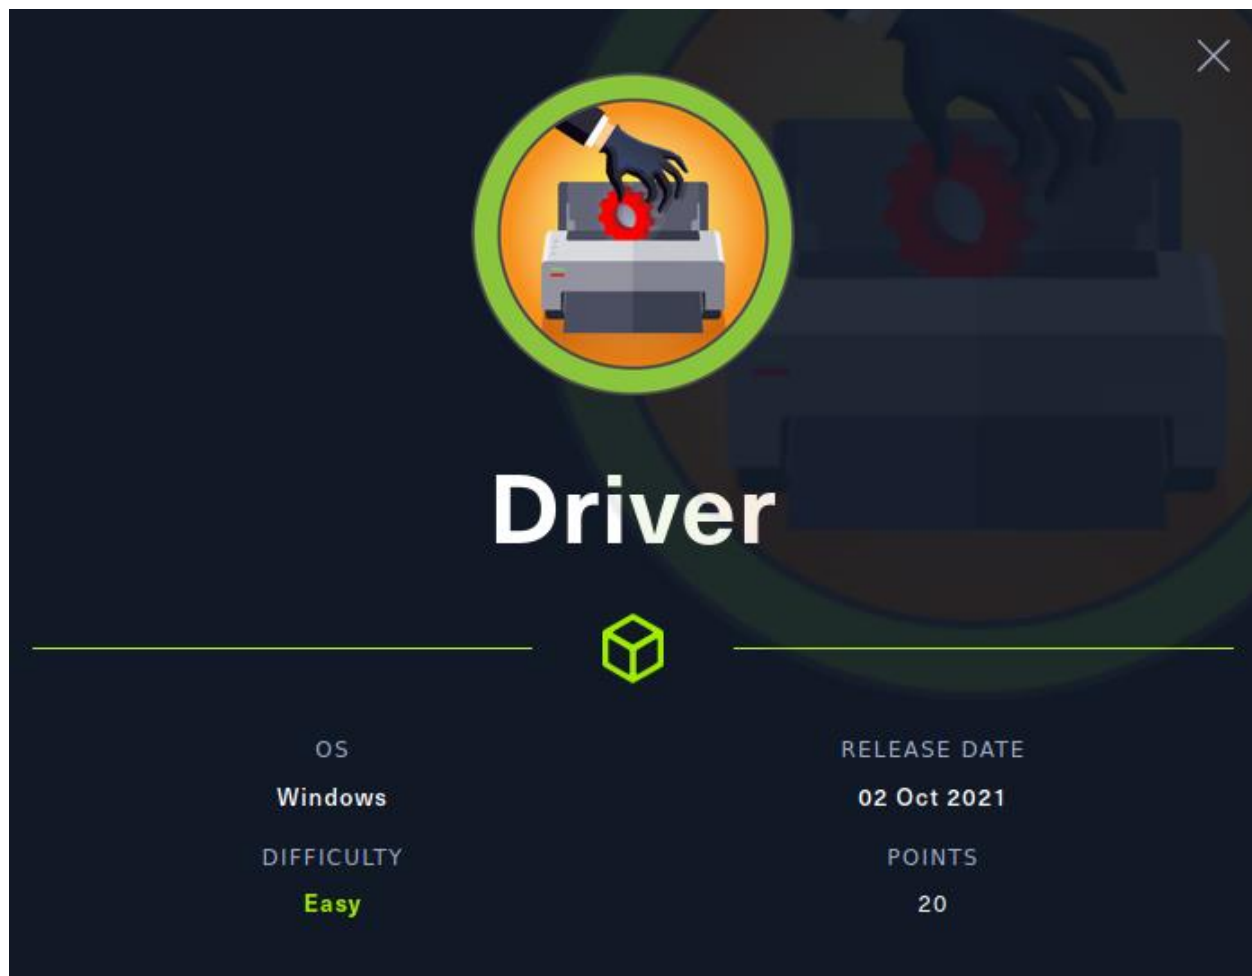 Driver
OS
Windows
RELEASE DATE
02 Oct 2021
DIFFICULTY
Easy
POINTS
20